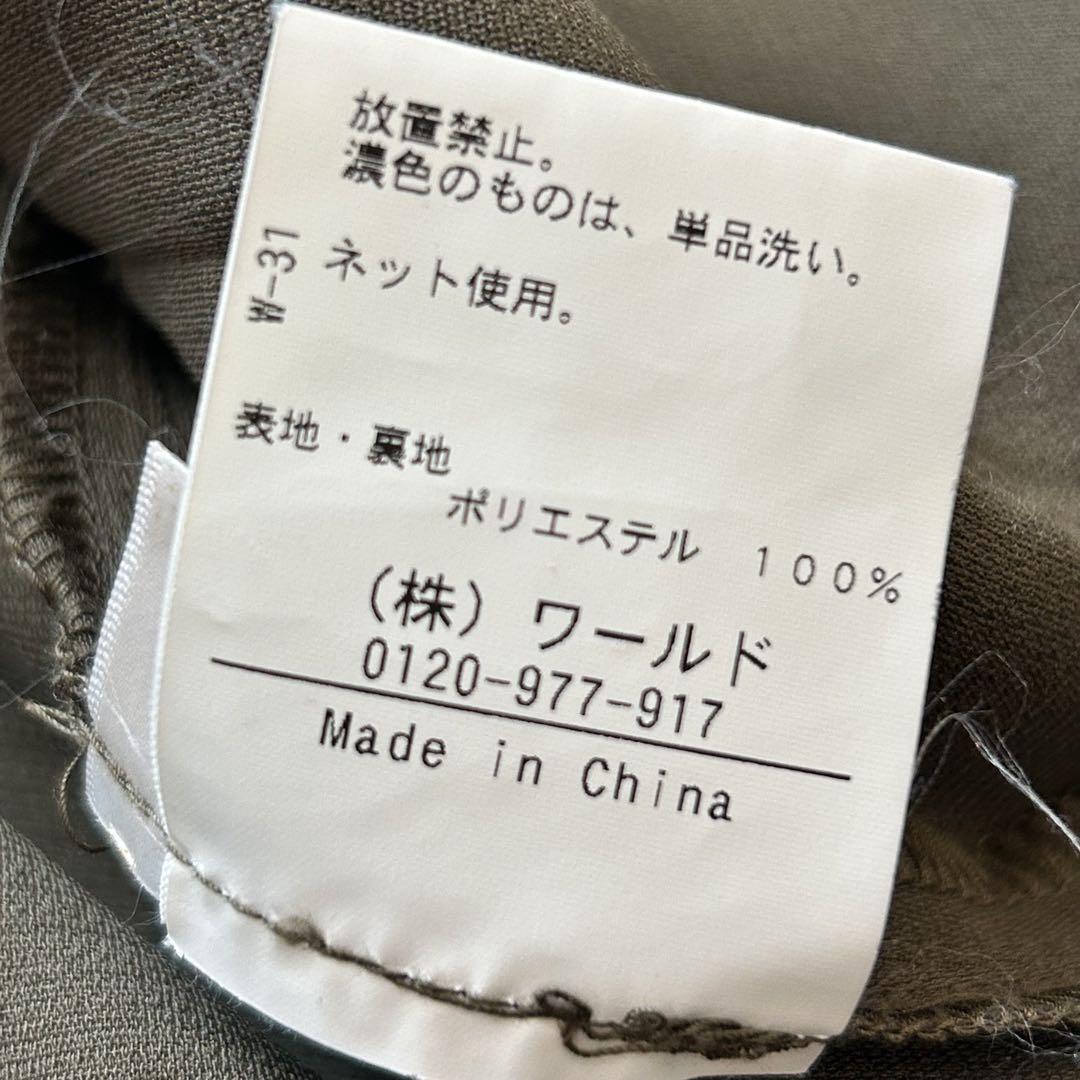 放置禁止。
濃色のものは、単品洗い。
ネット使用。
W-31
表地・裏地
ポリエステル 100%
(株) ワールド
0120-977-917
Made in China